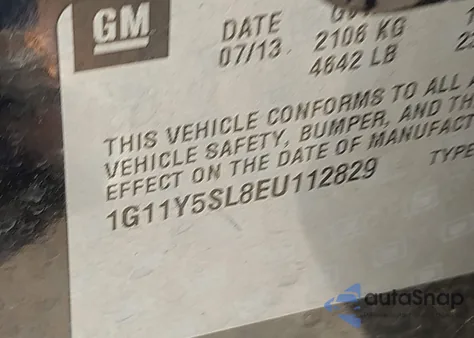 GM
DATE
07/13
2106 KG
4642 LB
THIS VEHICLE CONFORMS TO ALL
VEHICLE SAFETY, BUMPER, AND
EFFECT ON THE DATE OF
1G11Y5SL8EU112829
TYPE
autoSnap